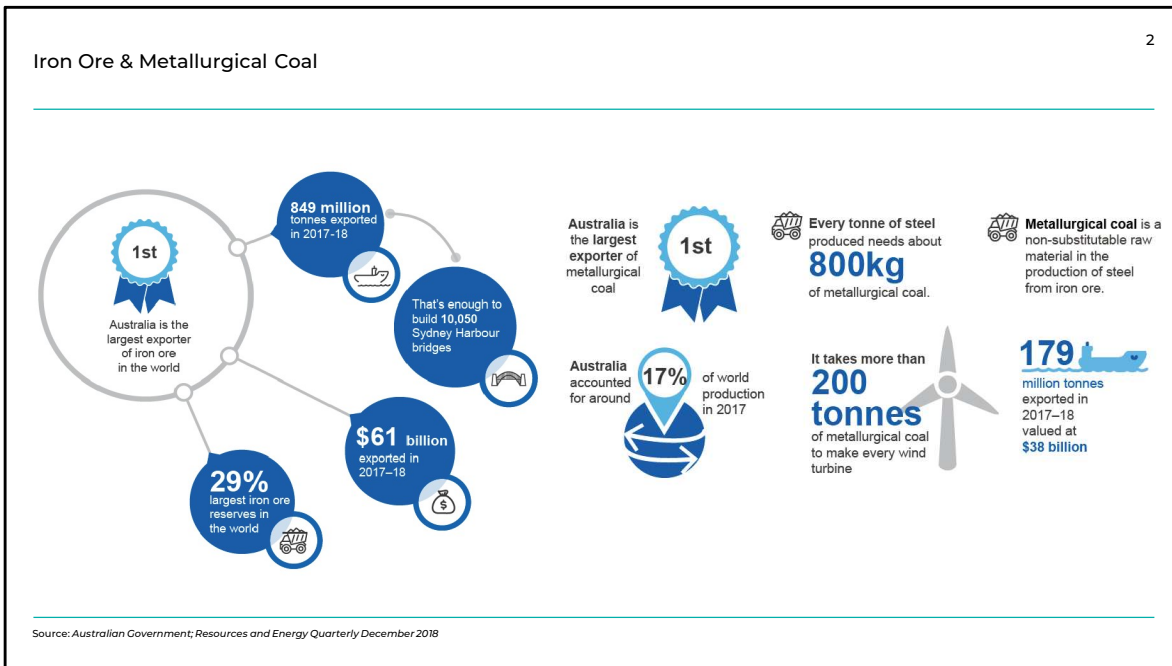 2
Iron Ore & Metallurgical Coal
1st
Australia is the
largest exporter
of iron ore
in the world
849 million
tonnes exported
in 2017-18
That's enough to
build 10,050
Sydney Harbour
bridges
$61 billion
exported in
2017–18
$
29%
largest iron ore
reserves in
the world
Australia is
the largest
exporter of
metallurgical
coal
1st
Every tonne of steel
produced needs about
800kg
of metallurgical coal.
Metallurgical coal is a
non-substitutable raw
material in the
production of steel
from iron ore.
Australia
accounted
for around
17%
of world
production
in 2017
It takes more than
200
tonnes
of metallurgical coal
to make every wind
turbine
179
million tonnes
exported in
2017–18
valued at
$38 billion
Source: Australian Government; Resources and Energy Quarterly December 2018